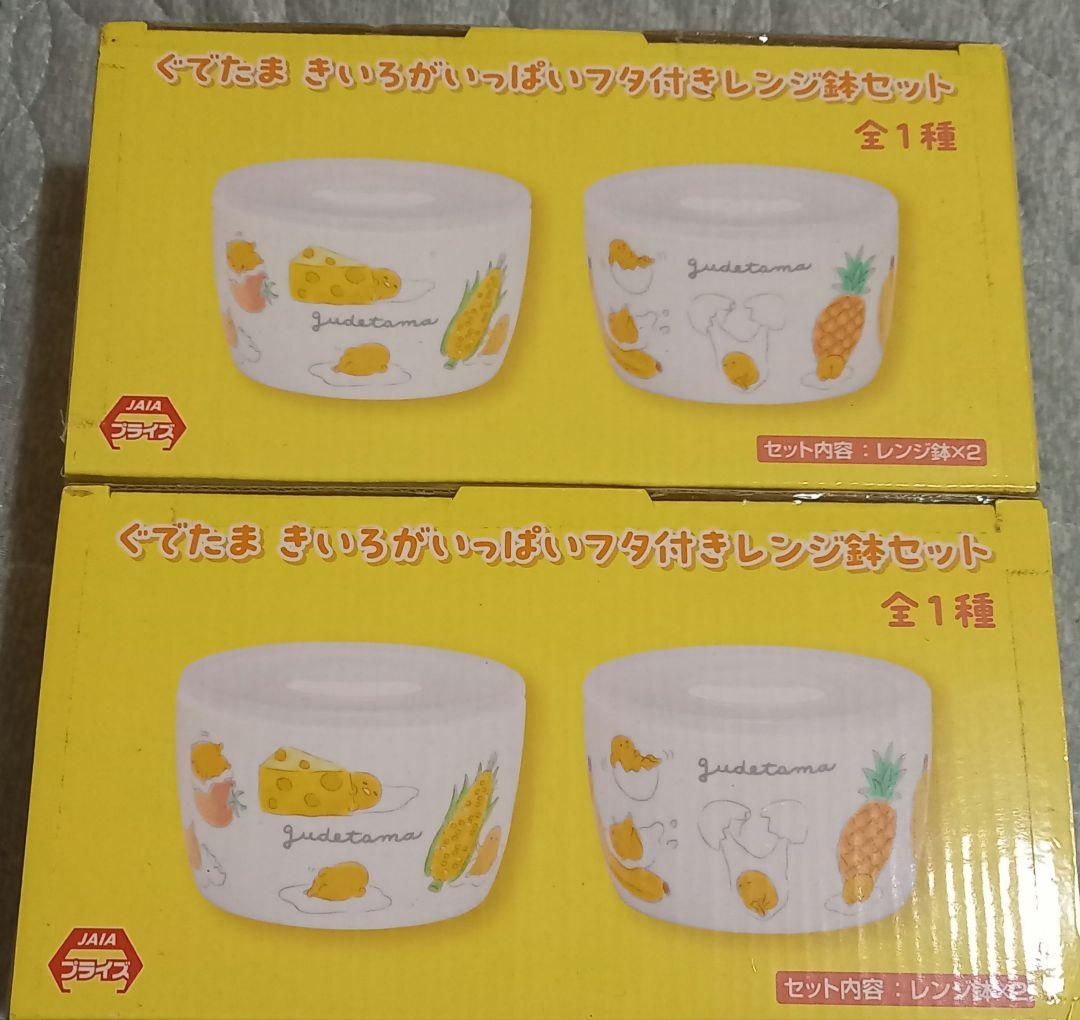 ぐでたま きいろがいっぱいフタ付きレンジ鉢セット
全1種
gudetama
gudetama
JAIA
プライズ
セット内容：レンジ鉢×2
ぐでたま きいろがいっぱいフタ付きレンジ鉢セット
全1種
gudetama
gudetama
JAIA
プライズ
セット内容：レンジ鉢×2